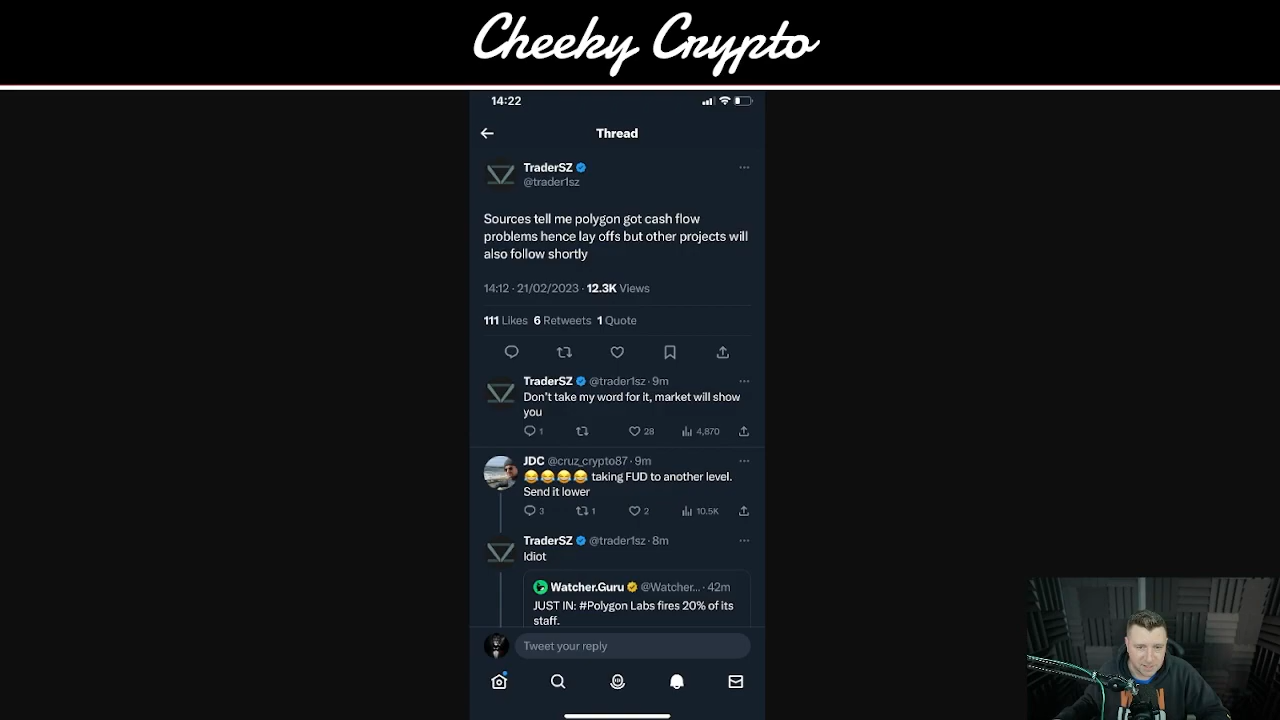 Cheeky Crypto
14:22
Thread
TraderSZ
@trader1sz
Sources tell me polygon got cash flow
problems hence lay offs but other projects will
also follow shortly
14:12 · 21/02/2023 · 12.3K Views
111 Likes 6 Retweets 1 Quote
TraderSZ @trader1sz · 9m
Don't take my word for it, market will show
you
1 28 4,870
JDC @cruz_crypto87 · 9m
😂😂😂😂 taking FUD to another level.
Send it lower
3 1 2 10.5K
TraderSZ @trader1sz · 8m
Idiot
Watcher.Guru @Watcher... · 42m
JUST IN: #Polygon Labs fires 20% of its
staff.
Tweet your reply